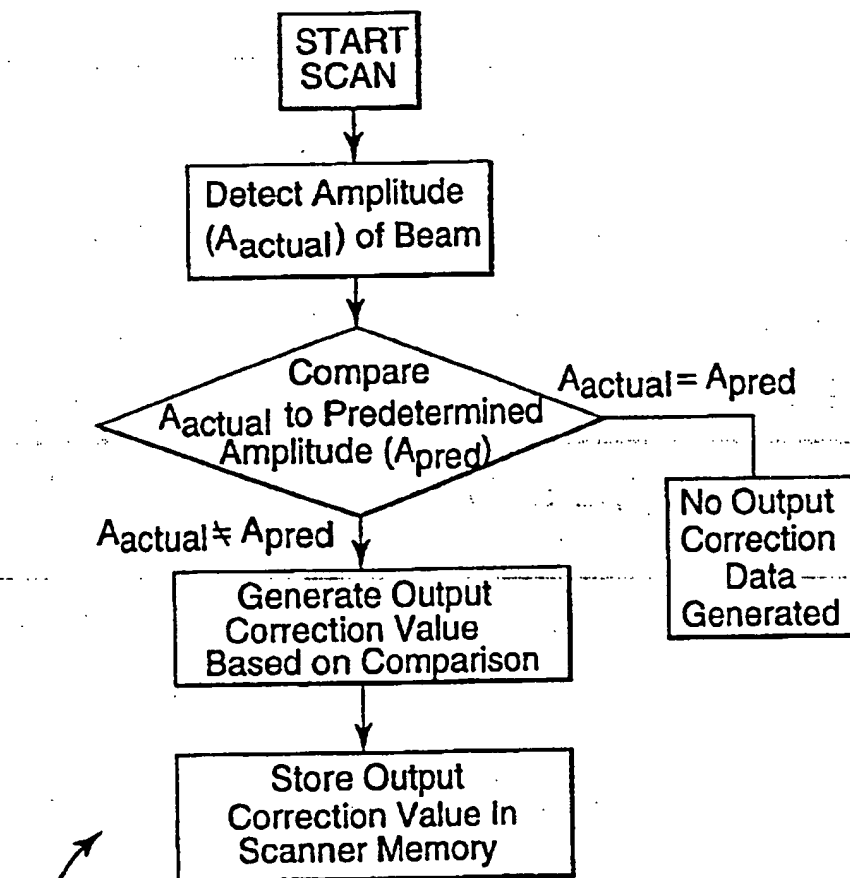 START
SCAN
Detect Amplitude
(Aactual) of Beam
Compare
Aactual to Predetermined
Amplitude (Apred)
Aactual = Apred
No Output
Correction
Data
Generated
Aactual ≒ Apred
Generate Output
Correction Value
Based on Comparison
Store Output
Correction Value In
Scanner Memory